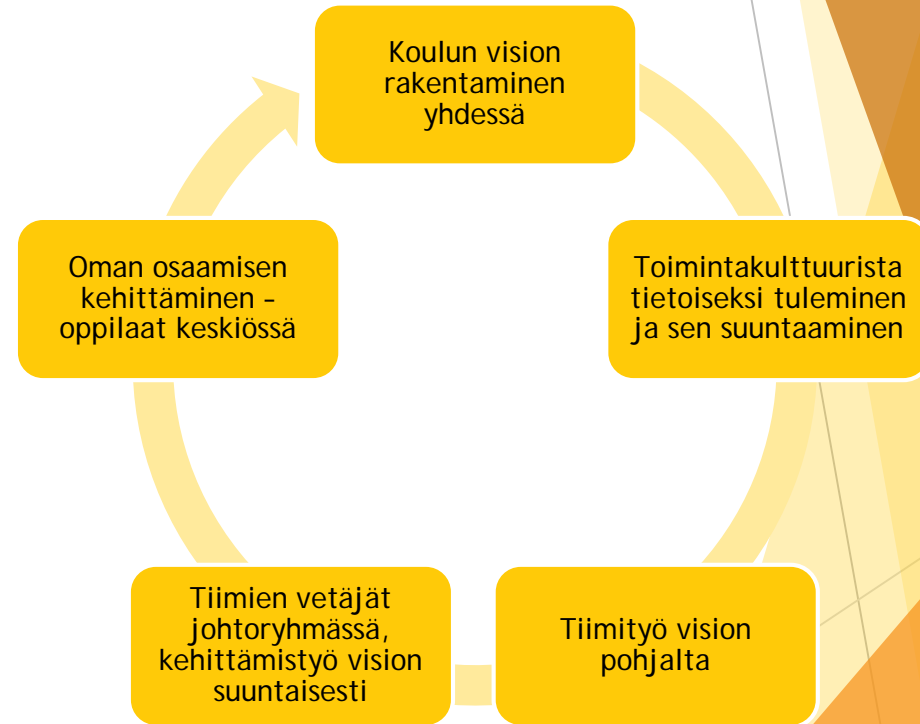 Koulun vision
rakentaminen
yhdessä
Toimintakulttuurista
tietoiseksi tuleminen
ja sen suuntaaminen
Tiimityö vision
pohjalta
Tiimien vetäjät
johtoryhmässä,
kehittämistyö vision
suuntaisesti
Oman osaamisen
kehittäminen –
oppilaat keskiössä